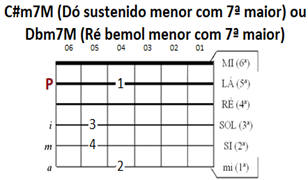 C#m7M (Dó sustenido menor com 7ª maior) ou
Dbm7M (Ré bemol menor com 7ª maior)
06 05 04 03 02 01
MI (6ª)
P 1 LÁ (5ª)
RÉ (4ª)
i 3 SOL (3ª)
m 4 SI (2ª)
a 2 mi (1ª)